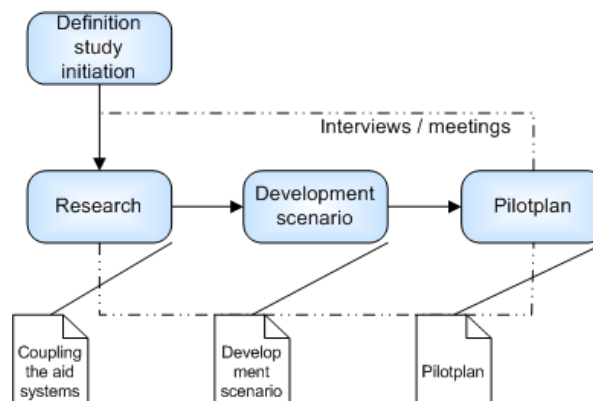 Definition
study
initiation
Interviews / meetings
Research
Development
scenario
Pilotplan
Coupling
the aid
systems
Develop
ment
scenario
Pilotplan